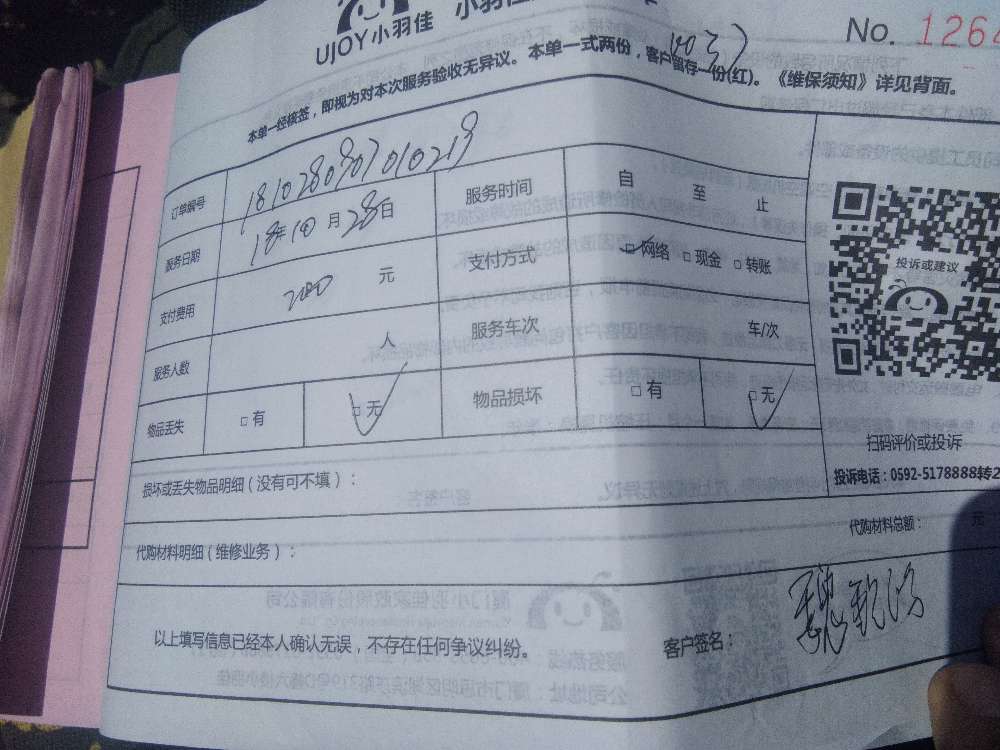 UJOY小羽佳 小羽佳
No. 1264
本单一经核签，即视为对本次服务验收无异议。本单一式两份，客户留存一份(红)。《维保须知》详见背面。
订单编号 181028090701021
服务日期 18年10月28日 服务时间 自 至 止
支付费用 200 元 支付方式 □网络 □现金 □转账
服务人数 人 服务车次 车/次
物品丢失 □有 □无 物品损坏 □有 □无
投诉或建议
扫码评价或投诉
投诉电话：0592-5178888转2
损坏或丢失物品明细（没有可不填）：
代购材料明细（维修业务）： 代购材料总额： 元
以上填写信息已经本人确认无误，不存在任何争议纠纷。 客户签名：